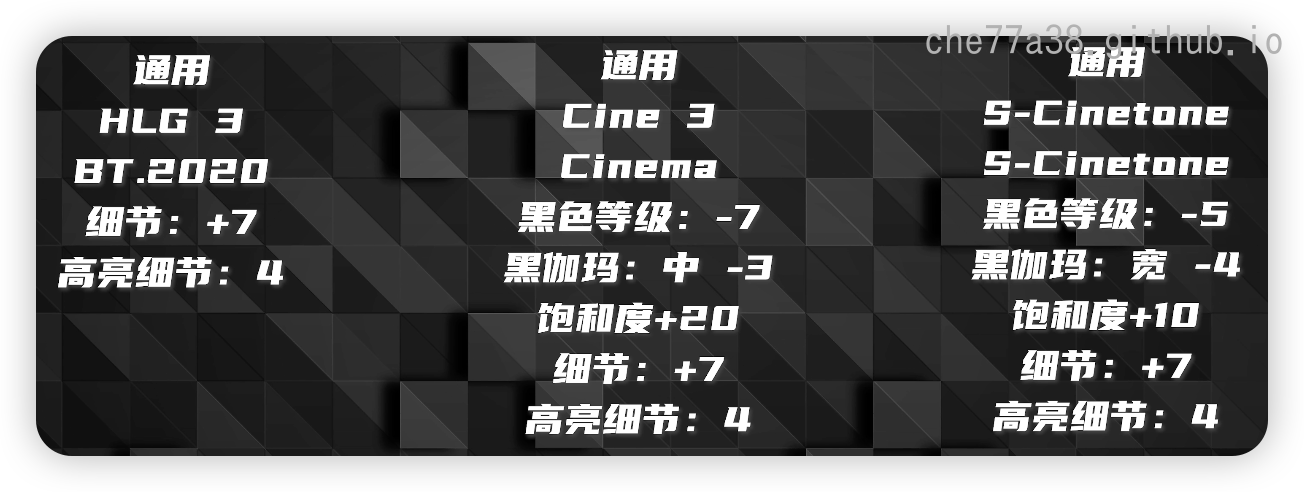 che77a38.github.io
通用
HLG 3
BT.2020
细节：+7
高亮细节：4
通用
Cine 3
Cinema
黑色等级：-7
黑伽玛：中 -3
饱和度+20
细节：+7
高亮细节：4
通用
S-Cinetone
S-Cinetone
黑色等级：-5
黑伽玛：宽 -4
饱和度+10
细节：+7
高亮细节：4